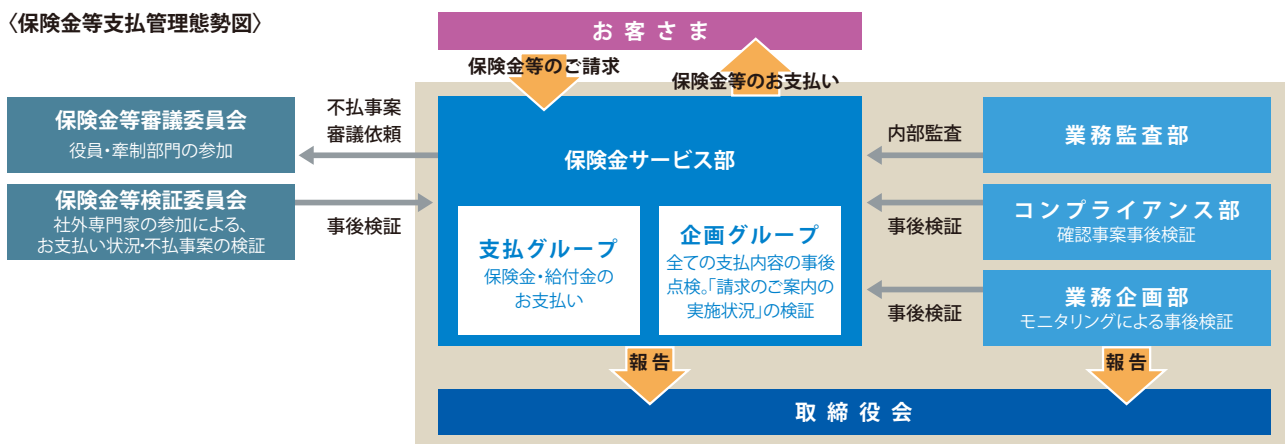 〈保険金等支払管理態勢図〉
お客さま
保険金等のご請求
保険金等のお支払い
保険金等審議委員会
役員・牽制部門の参加
不払事案
審議依頼
保険金等検証委員会
社外専門家の参加による、
お支払い状況・不払事案の検証
事後検証
保険金サービス部
支払グループ
保険金・給付金の
お支払い
企画グループ
全ての支払内容の事後
点検。「請求のご案内の
実施状況」の検証
内部監査
業務監査部
事後検証
コンプライアンス部
確認事案事後検証
事後検証
業務企画部
モニタリングによる事後検証
報告
報告
取締役会